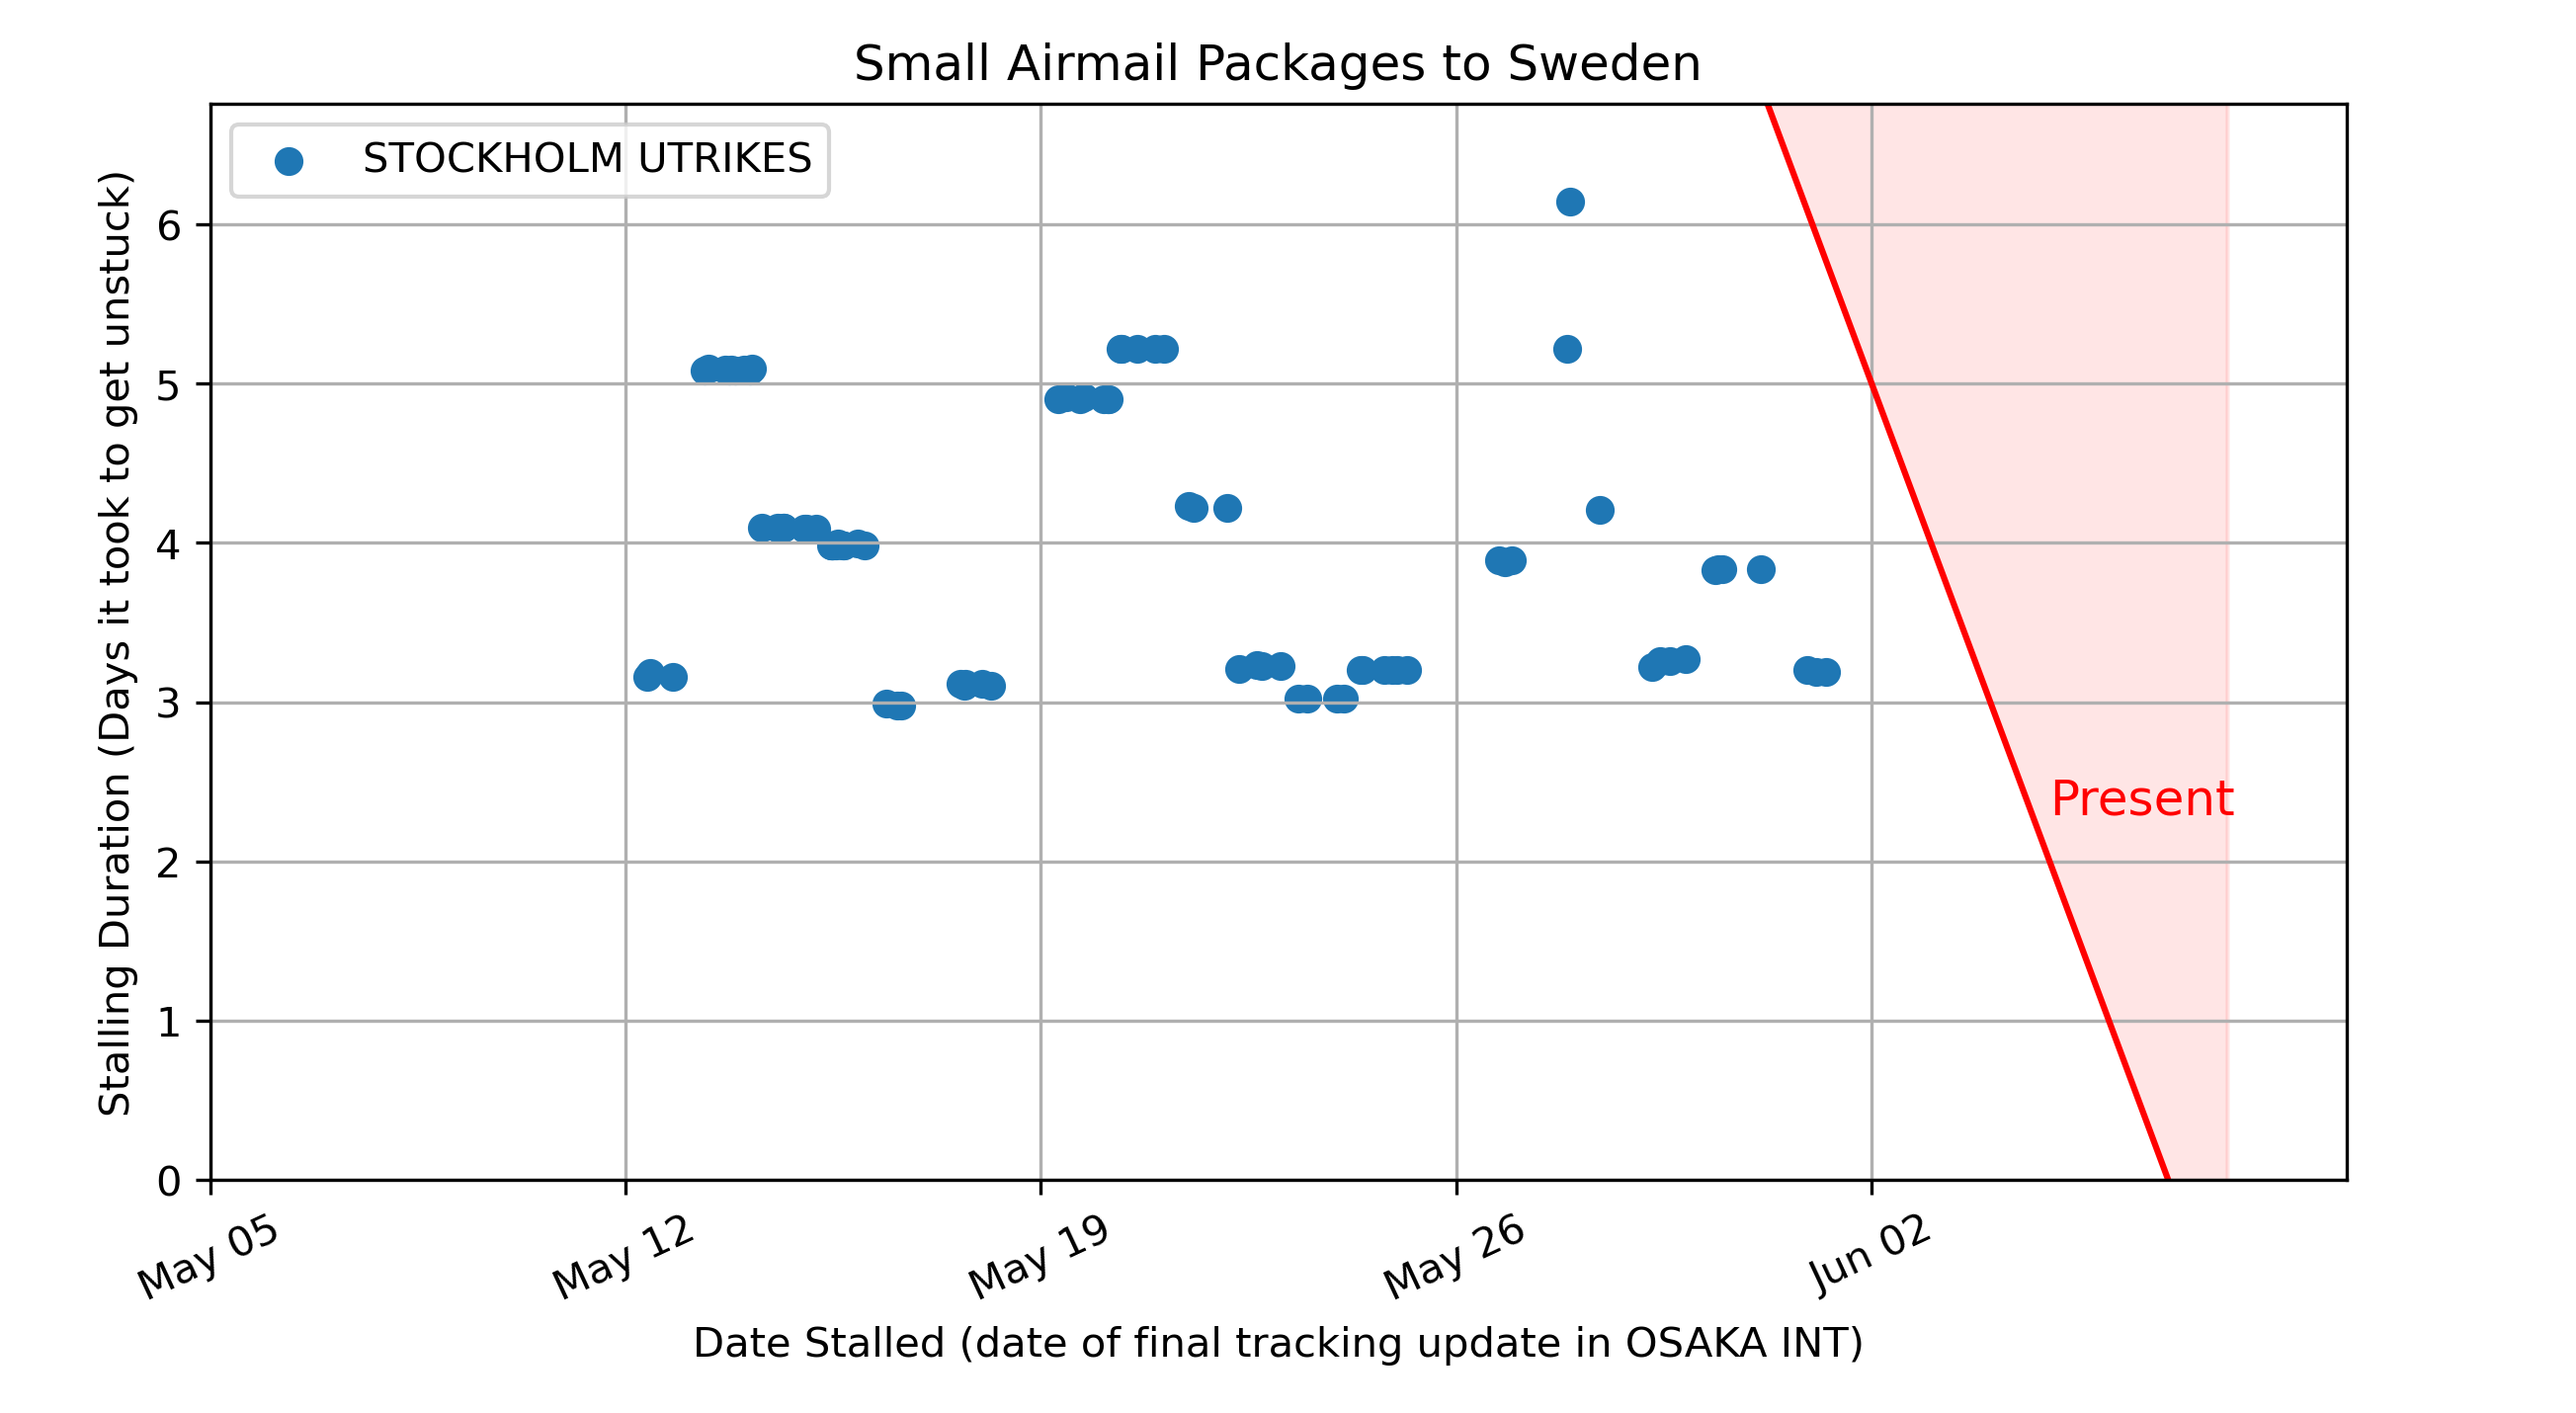 Small Airmail Packages to Sweden
STOCKHOLM UTRIKES
Stalling Duration (Days it took to get unstuck)
6
5
4
3
2
1
0
Present
May 05
May 12
May 19
May 26
Jun 02
Date Stalled (date of final tracking update in OSAKA INT)